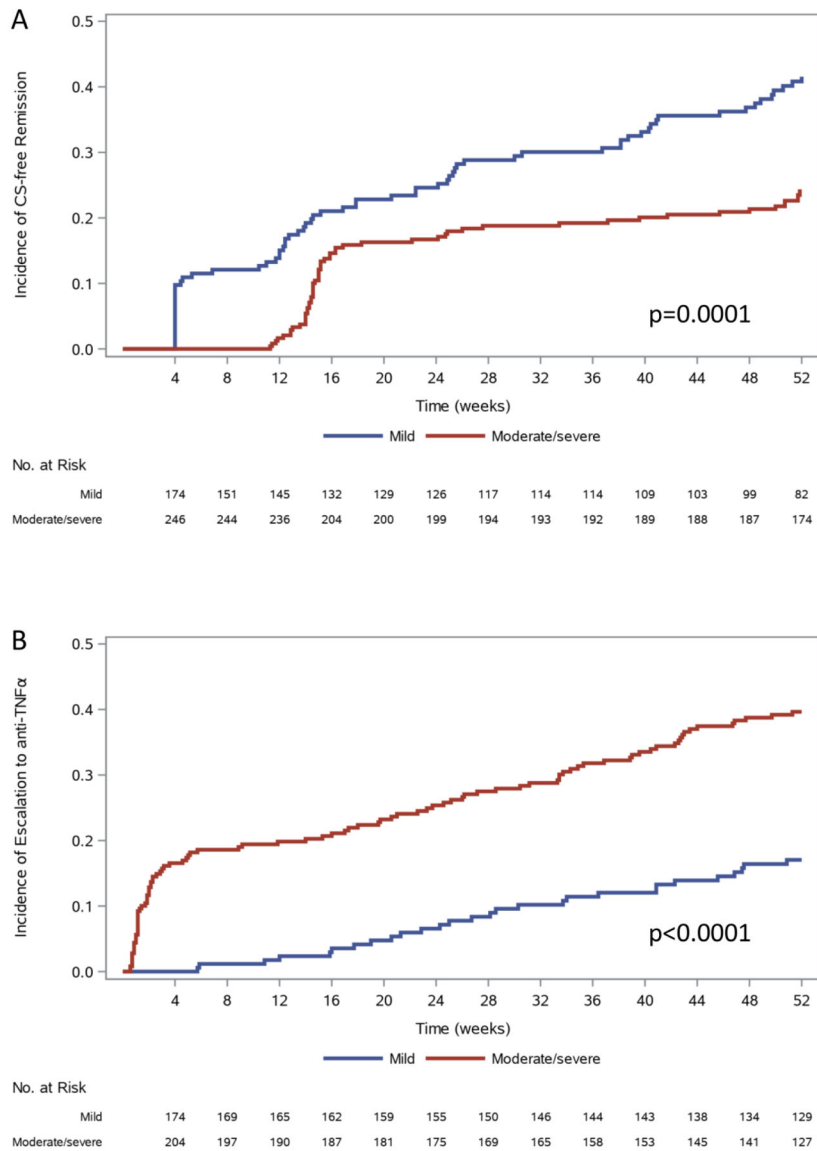 A
0.5
0.4
0.3
0.2
0.1
0.0
Incidence of CS-free Remission
p=0.0001
4 8 12 16 20 24 28 32 36 40 44 48 52
Time (weeks)
Mild Moderate/severe
No. at Risk
Mild 174 151 145 132 129 126 117 114 114 109 103 99 82
Moderate/severe 246 244 236 204 200 199 194 193 192 189 188 187 174
B
0.5
0.4
0.3
0.2
0.1
0.0
Incidence of Escalation to anti-TNFα
p<0.0001
4 8 12 16 20 24 28 32 36 40 44 48 52
Time (weeks)
Mild Moderate/severe
No. at Risk
Mild 174 169 165 162 159 155 150 146 144 143 138 134 129
Moderate/severe 204 197 190 187 181 175 169 165 158 153 145 141 127